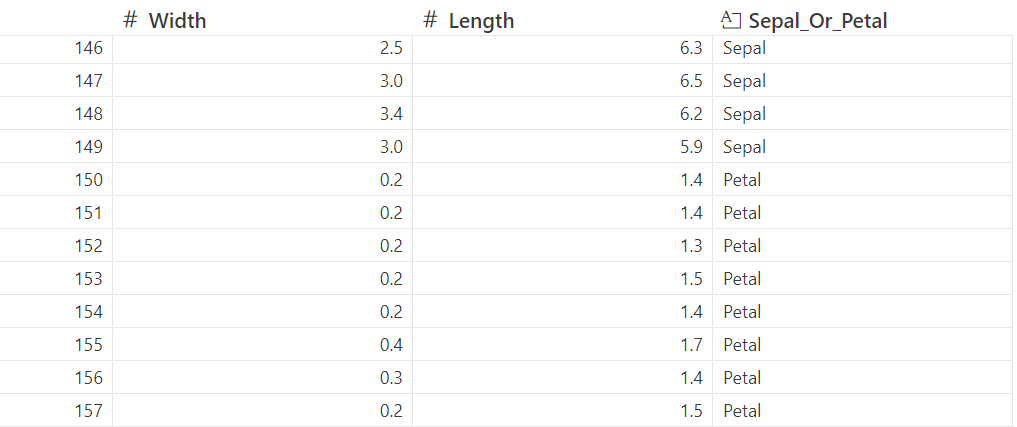 # Width # Length A Sepal_Or_Petal
146 2.5 6.3 Sepal
147 3.0 6.5 Sepal
148 3.4 6.2 Sepal
149 3.0 5.9 Sepal
150 0.2 1.4 Petal
151 0.2 1.4 Petal
152 0.2 1.3 Petal
153 0.2 1.5 Petal
154 0.2 1.4 Petal
155 0.4 1.7 Petal
156 0.3 1.4 Petal
157 0.2 1.5 Petal